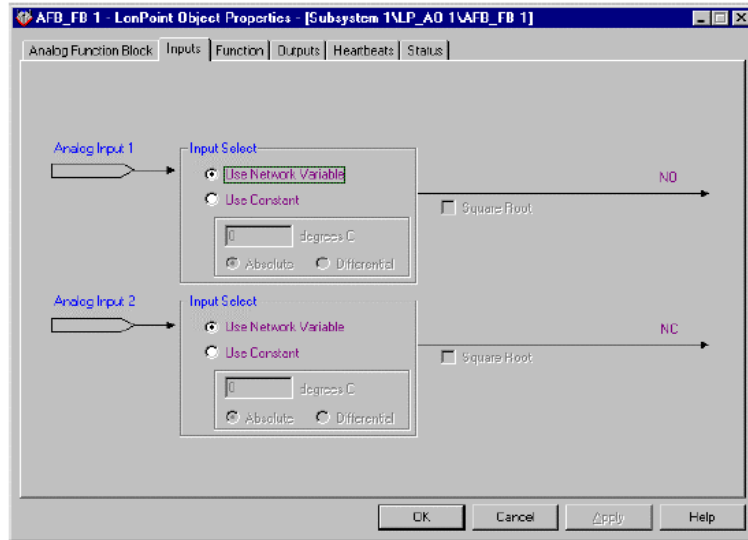 AFB_FB 1 - LonPoint Object Properties - [Subsystem 1\LP_AO 1\AFB_FB 1]
Analog Function Block Inputs Function Outputs Heartbeats Status
Analog Input 1
Input Select
Use Network Variable
NO
Use Constant
Square Root
0 degrees C
Absolute Differential
Analog Input 2
Input Select
Use Network Variable
NC
Use Constant
Square Root
0 degrees C
Absolute Differential
OK Cancel Apply Help